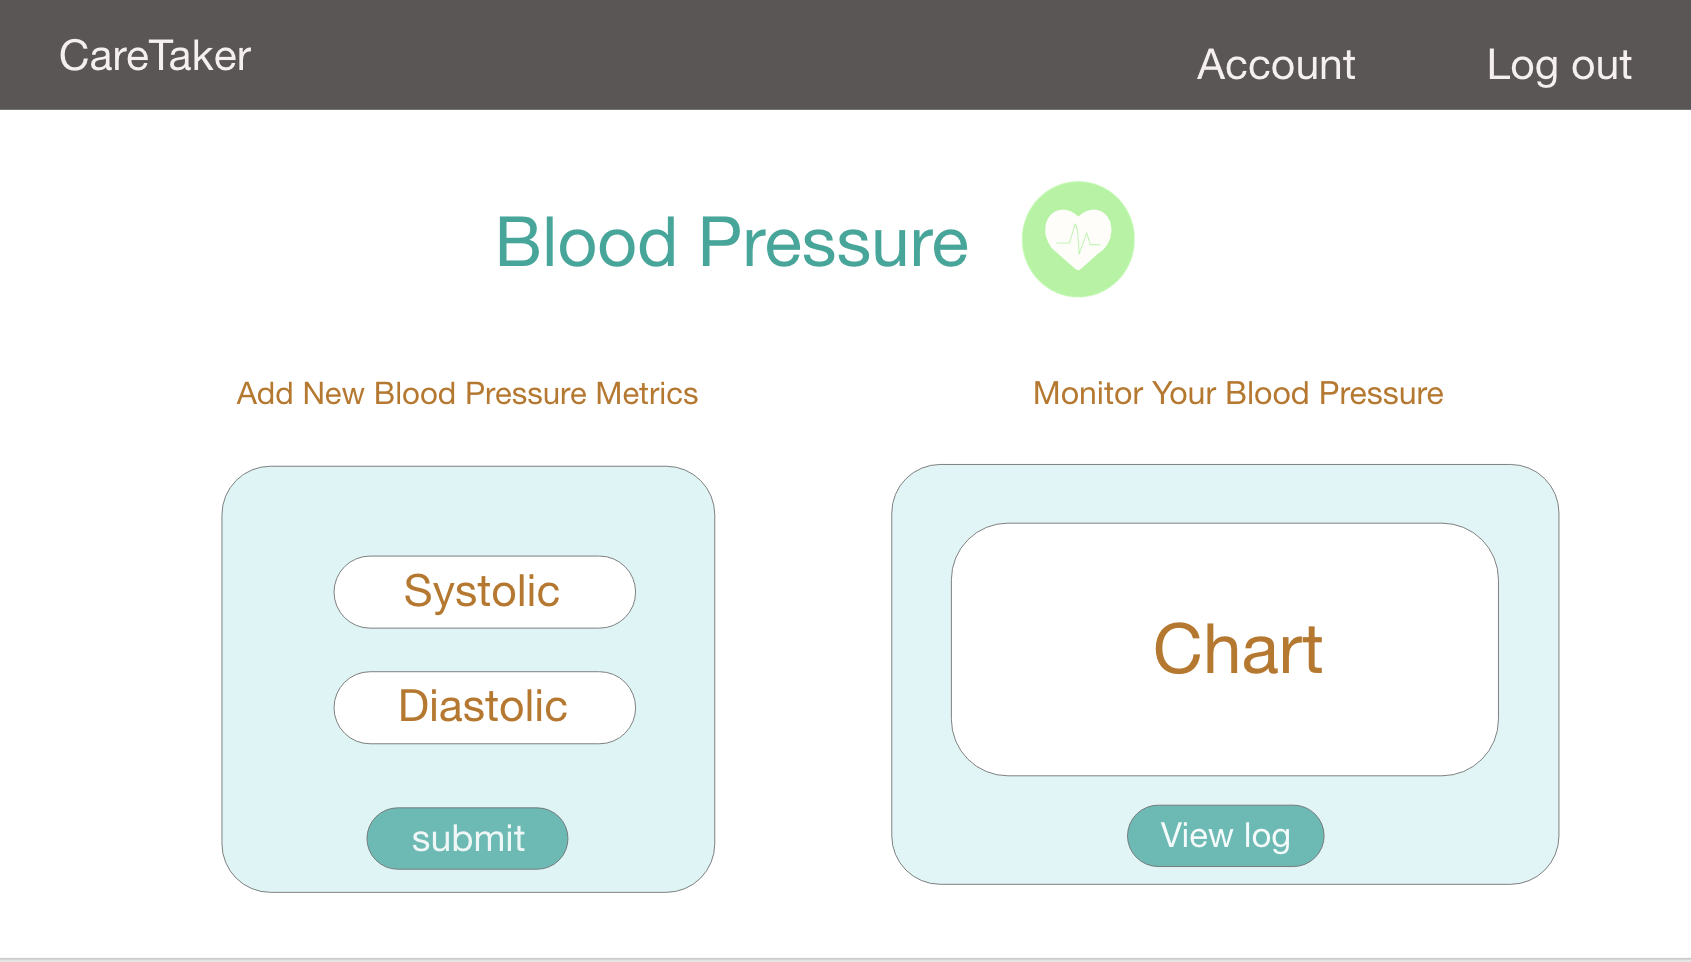 CareTaker
Account
Log out
Blood Pressure
Add New Blood Pressure Metrics
Monitor Your Blood Pressure
Systolic
Diastolic
submit
Chart
View log